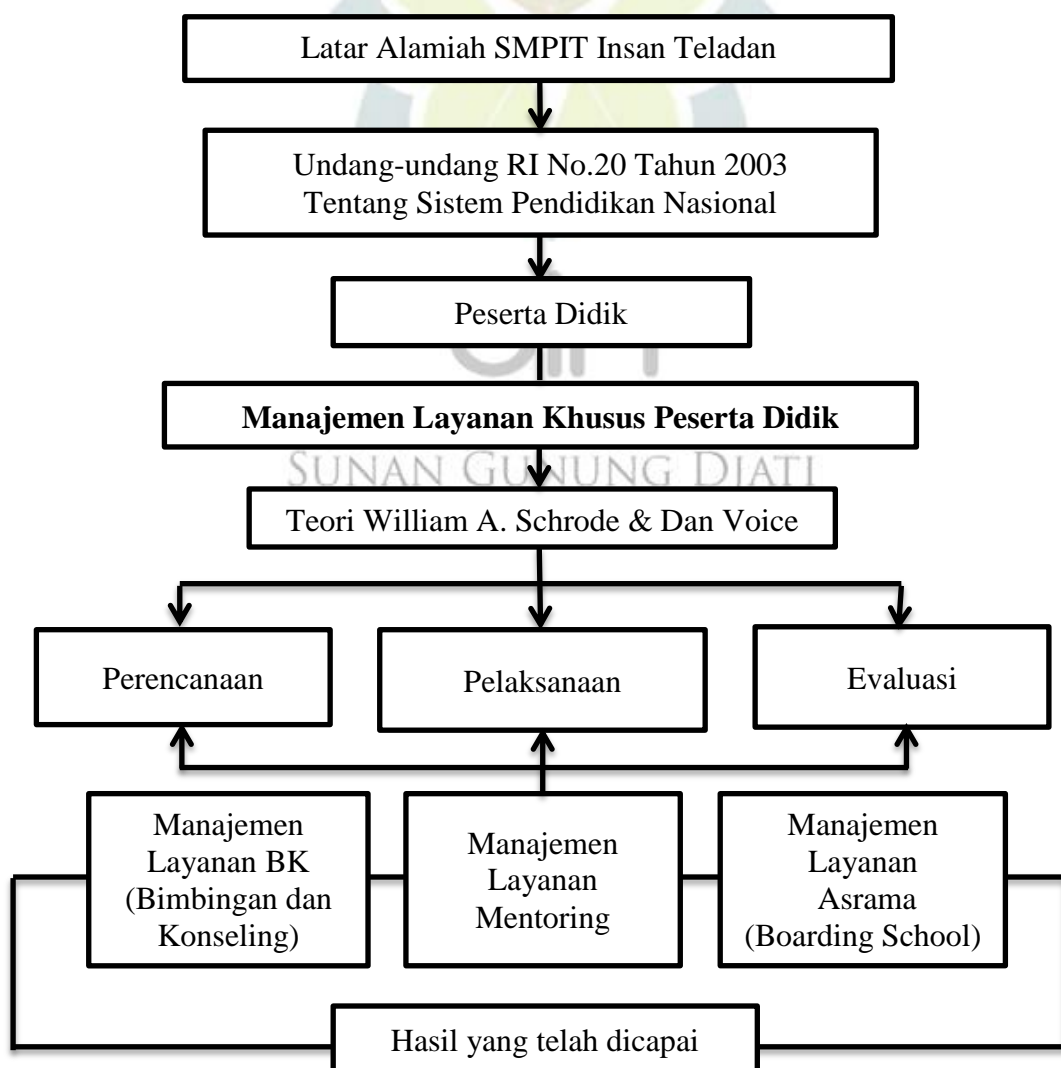 Latar Alamiah SMPIT Insan Teladan
Undang-undang RI No.20 Tahun 2003
Tentang Sistem Pendidikan Nasional
Peserta Didik
Manajemen Layanan Khusus Peserta Didik
SUNAN GUNUNG DJATI
Teori William A. Schrode & Dan Voice
Perencanaan
Pelaksanaan
Evaluasi
Manajemen
Layanan BK
(Bimbingan dan
Konseling)
Manajemen
Layanan
Mentoring
Manajemen
Layanan
Asrama
(Boarding School)
Hasil yang telah dicapai